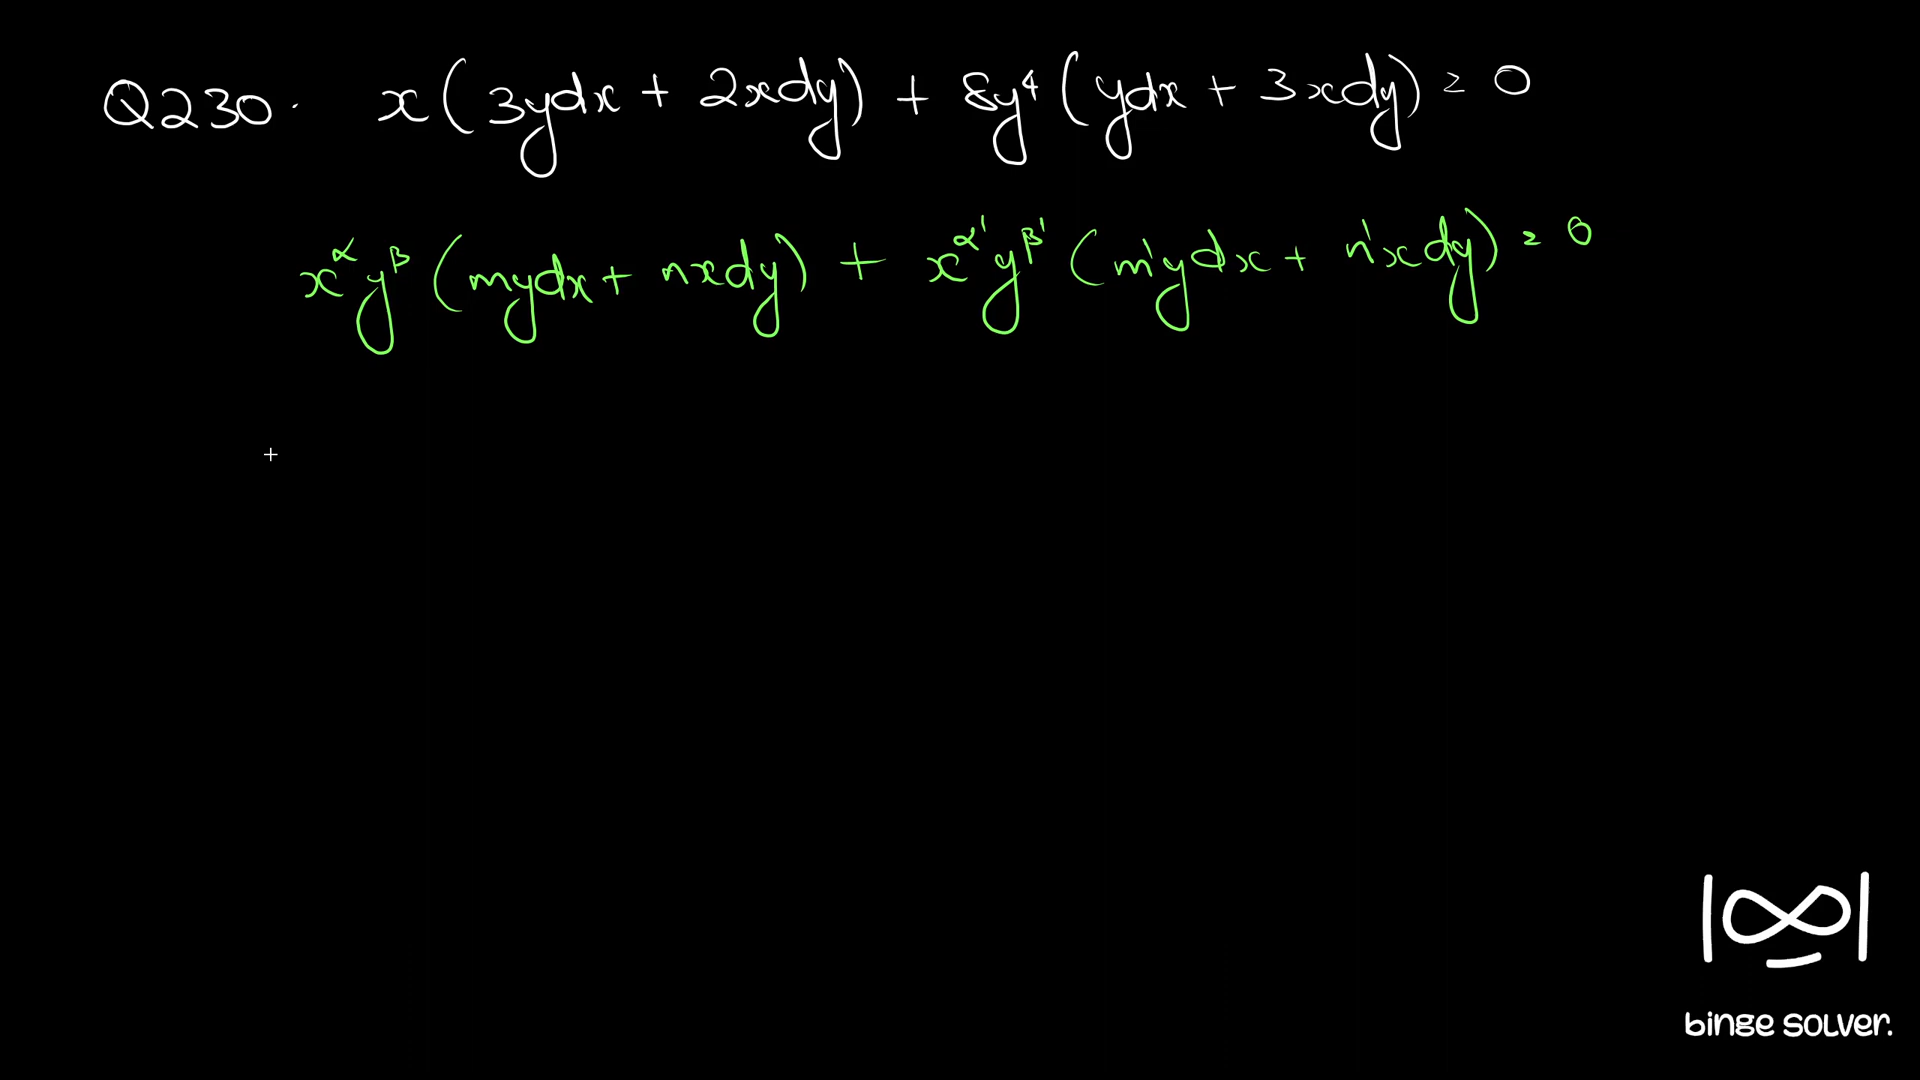 Q230. x(3ydx + 2xdy) + 8y⁴(ydx + 3xdy) = 0
x^α y^β (mydx + nxdy) + x^α' y^β' (m'ydx + n'xdy) = 0
binge SOLVER.